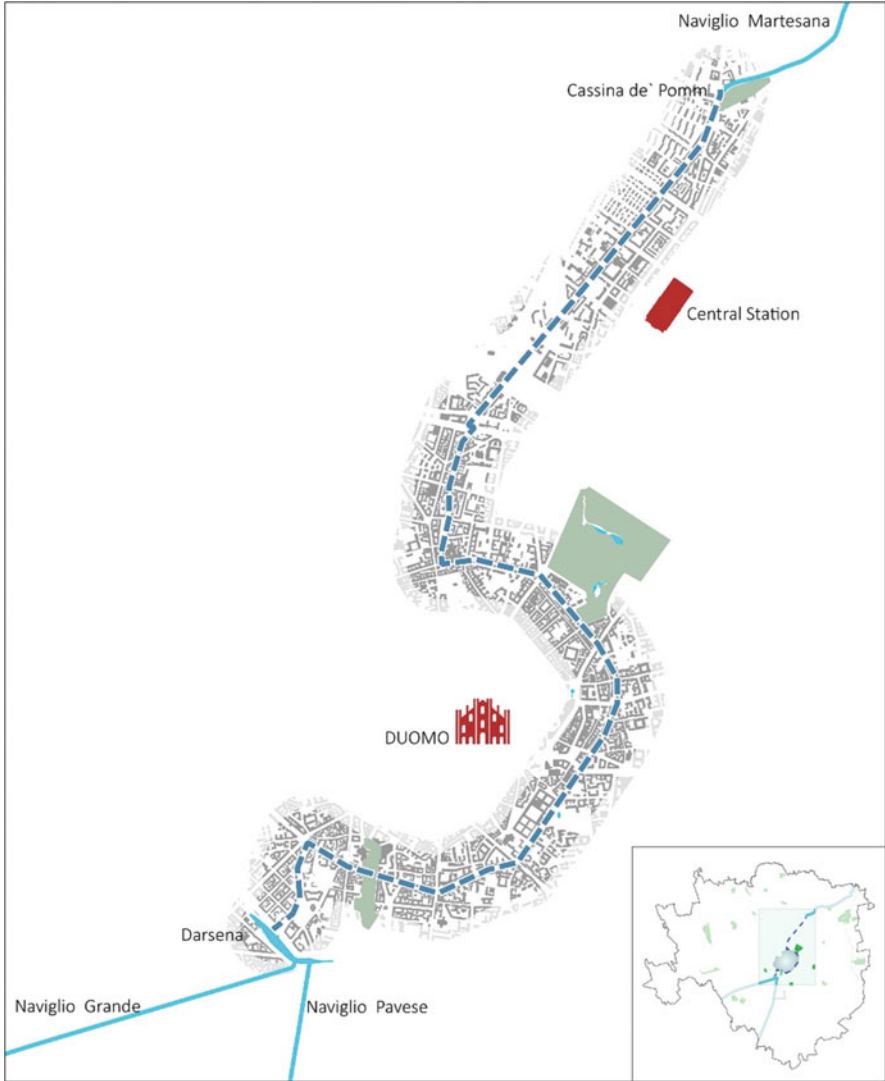 Naviglio Martesana
Cassina de` Pomm
Central Station
DUOMO
Darsena
Naviglio Grande
Naviglio Pavese